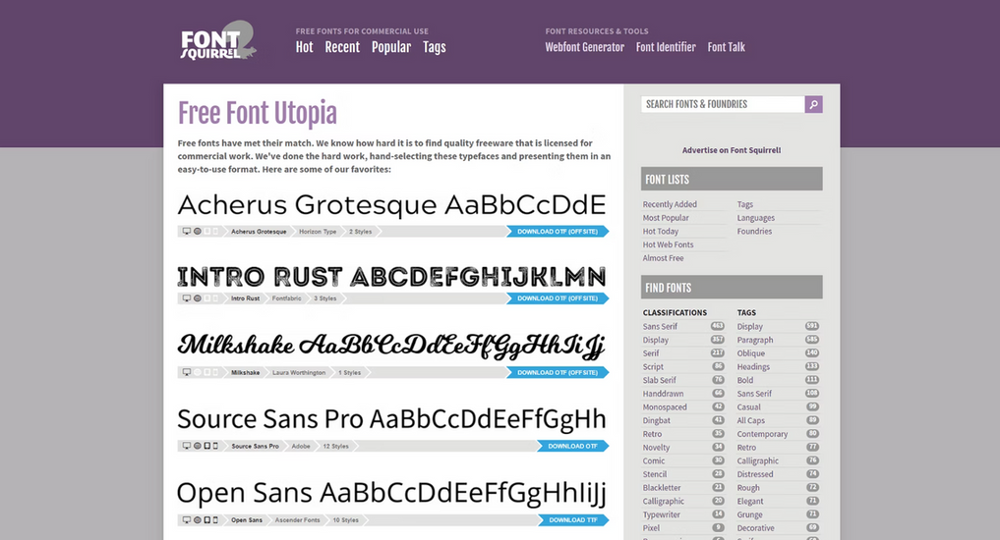 FONT SQUIRREL
FREE FONTS FOR COMMERCIAL USE
Hot Recent Popular Tags
FONT RESOURCES & TOOLS
Webfont Generator Font Identifier Font Talk
Free Font Utopia
Free fonts have met their match. We know how hard it is to find quality freeware that is licensed for
commercial work. We've done the hard work, hand-selecting these typefaces and presenting them in an
easy-to-use format. Here are some of our favorites:
Acherus Grotesque AaBbCcDdE
Acherus Grotesque Horizon Type 2 Styles DOWNLOAD OTF (OFFSITE)
INTRO RUST ABCDEFGHIJKLMN
Intro Rust Fontfabric 3 Styles DOWNLOAD OTF (OFFSITE)
Milkshake AaBbCcDdEeFfGgHhIiJj
Milkshake Laura Worthington 1 Styles DOWNLOAD OTF (OFFSITE)
Source Sans Pro AaBbCcDdEeFfGgHh
Source Sans Pro Adobe 12 Styles DOWNLOAD OTF
Open Sans AaBbCcDdEeFfGgHhIiJj
Open Sans Ascender Fonts 10 Styles DOWNLOAD TTF
SEARCH FONTS & FOUNDRIES
Advertise on Font Squirrel!
FONT LISTS
Recently Added Tags
Most Popular Languages
Hot Today Foundries
Hot Web Fonts
Almost Free
FIND FONTS
CLASSIFICATIONS TAGS
Sans Serif 463 Display 591
Display 357 Paragraph 585
Serif 217 Oblique 140
Script 86 Headings 133
Slab Serif 76 Bold 111
Handdrawn 66 Sans Serif 108
Monospaced 42 Casual 99
Dingbat 41 All Caps 89
Retro 35 Contemporary 80
Novelty 34 Retro 77
Comic 30 Calligraphic 76
Stencil 28 Distressed 74
Blackletter 21 Rough 72
Calligraphic 20 Elegant 71
Typewriter 14 Grunge 71
Pixel 9 Decorative 69